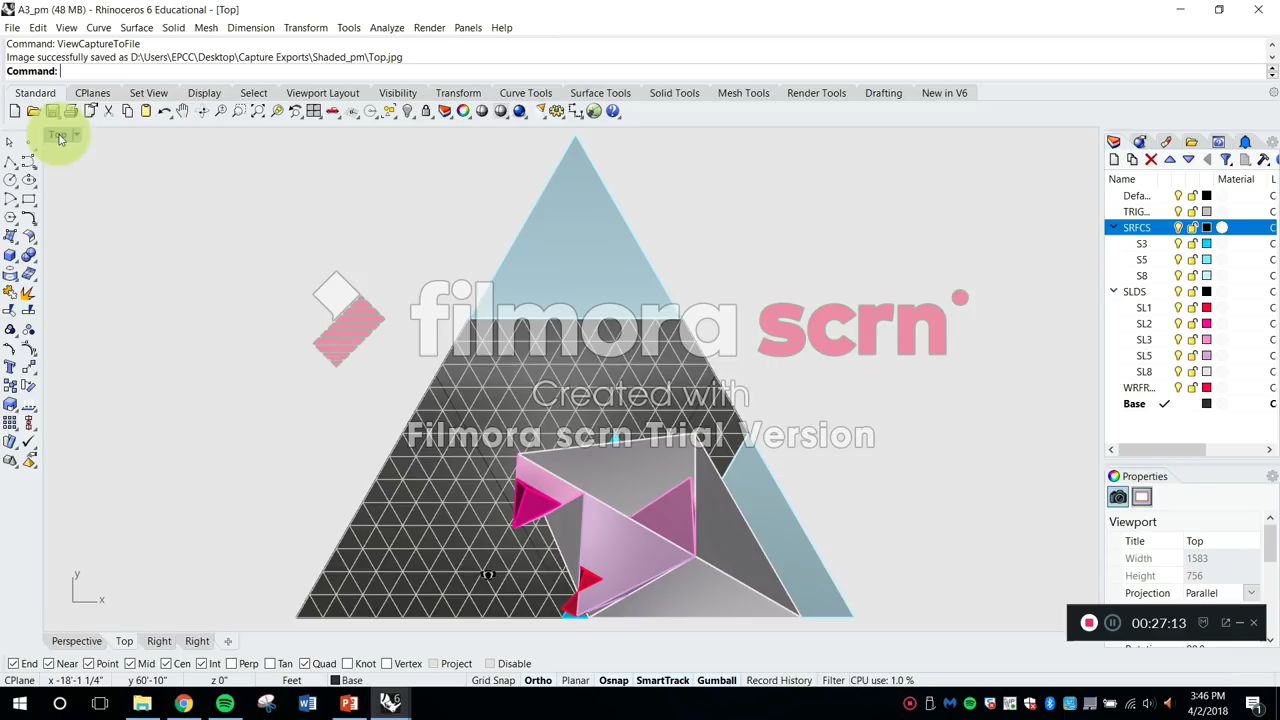 A3_pm (48 MB) - Rhinoceros 6 Educational - [Top]
File Edit View Curve Surface Solid Mesh Dimension Transform Tools Analyze Render Panels Help
Command: ViewCaptureToFile
Image successfully saved as D:\Users\EPCC\Desktop\Capture Exports\Shaded_pm\Top.jpg
Command:
Standard CPlanes Set View Display Select Viewport Layout Visibility Transform Curve Tools Surface Tools Solid Tools Mesh Tools Render Tools Drafting New in V6
Top
Name Material L
Defa... C
TRIG... C
SRFCS C
S3 C
S5 C
S8 C
SLDS C
SL1 C
SL2 C
SL3 C
SL5 C
SL8 C
WRFR... C
Base C
filmora scrn
Created with
Filmora scrn Trial Version
Properties
Viewport
Title Top
Width 1583
Height 756
Projection Parallel
00:27:13
y
x
Perspective Top Right Right
End Near Point Mid Cen Int Perp Tan Quad Knot Vertex Project Disable
CPlane x -18'-1 1/4" y 60'-10" z 0" Feet Base Grid Snap Ortho Planar Osnap SmartTrack Gumball Record History Filter CPU use: 1.0 %
3:46 PM
4/2/2018